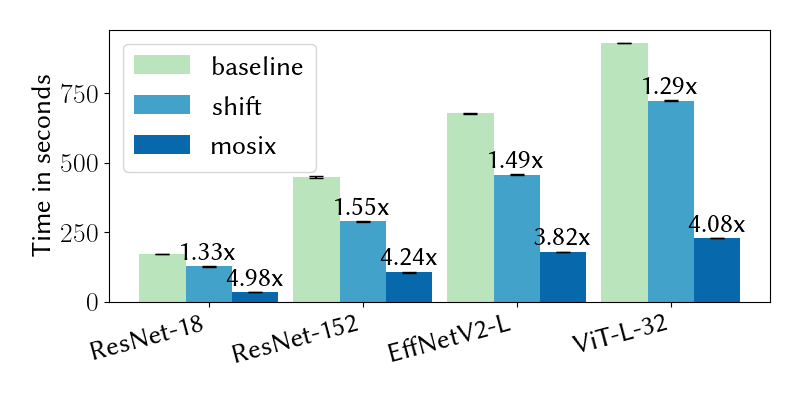 baseline
shift
mosix
Time in seconds
750
500
250
0
1.33x
4.98x
1.55x
4.24x
1.49x
3.82x
1.29x
4.08x
ResNet-18
ResNet-152
EffNetV2-L
ViT-L-32